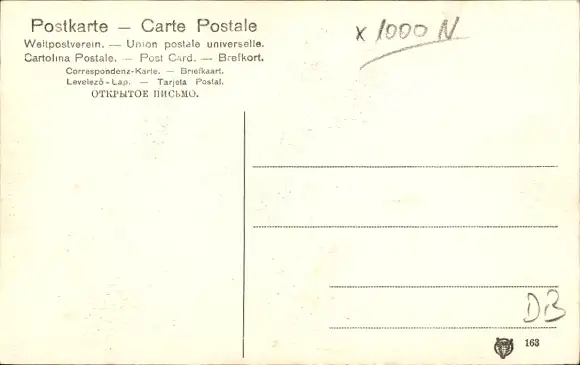 Postkarte — Carte Postale
Weltpostverein. — Union postale universelle.
Cartolina Postale. — Post Card. — Brefkort.
Correspondenz-Karte. — Briefkaart.
Levelező-Lap. — Tarjeta Postal.
ОТКРЫТОЕ ПИСЬМО.
x 1000 N
DB
163